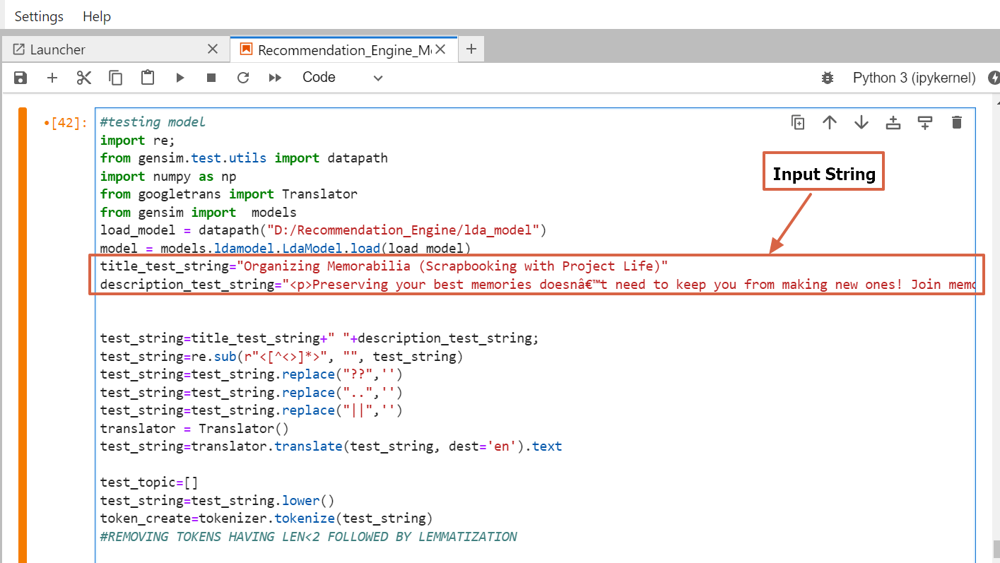 Settings Help
Launcher Recommendation_Engine_M
Code Python 3 (ipykernel)
•[42]: #testing model
import re;
from gensim.test.utils import datapath
import numpy as np
from googletrans import Translator
from gensim import  models
load_model = datapath("D:/Recommendation_Engine/lda_model")
model = models.ldamodel.LdaModel.load(load_model)
Input String
title_test_string="Organizing Memorabilia (Scrapbooking with Project Life)"
description_test_string="<p>Preserving your best memories doesnâ€™t need to keep you from making new ones! Join memo
test_string=title_test_string+" "+description_test_string;
test_string=re.sub(r"<[^<>]*>", "", test_string)
test_string=test_string.replace("??",'')
test_string=test_string.replace("..",'')
test_string=test_string.replace("||",'')
translator = Translator()
test_string=translator.translate(test_string, dest='en').text
test_topic=[]
test_string=test_string.lower()
token_create=tokenizer.tokenize(test_string)
#REMOVING TOKENS HAVING LEN<2 FOLLOWED BY LEMMATIZATION